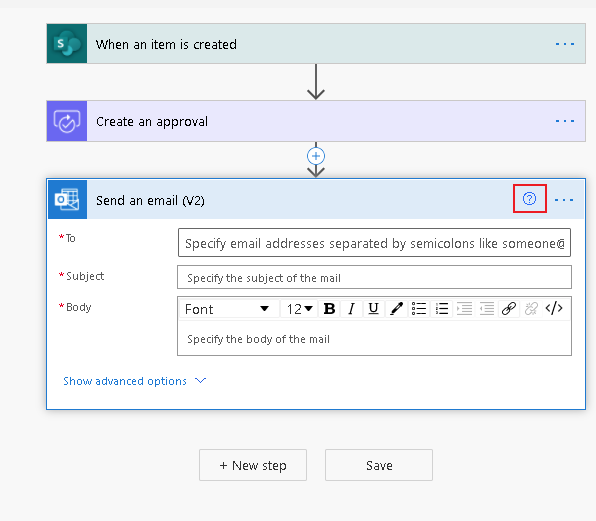 When an item is created
Create an approval
Send an email (V2)
*To
Specify email addresses separated by semicolons like someone@
*Subject
Specify the subject of the mail
*Body
Font 12 B I U </>
Specify the body of the mail
Show advanced options
+ New step Save